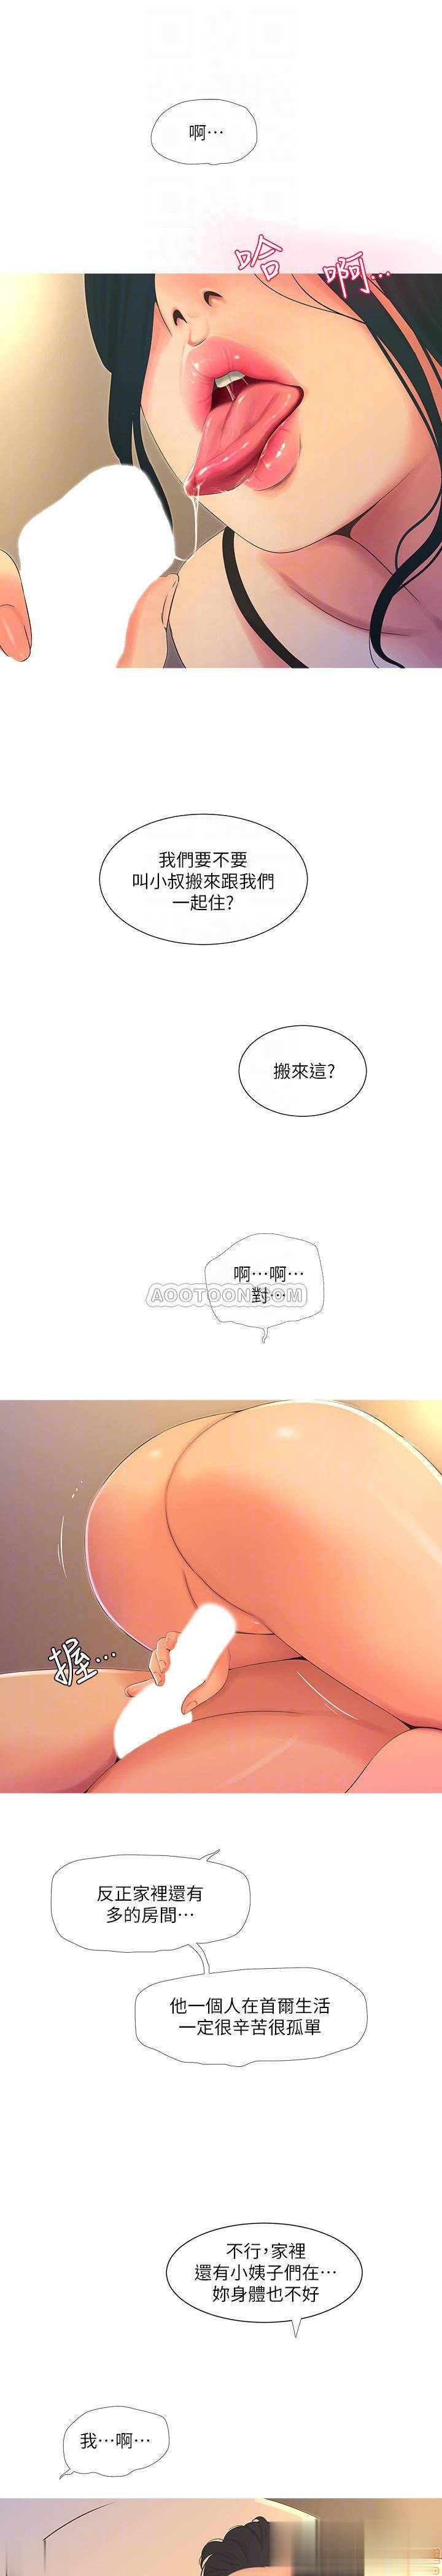 啊⋯
哈
啊⋯
我們要不要
叫小叔搬來跟我們
一起住?
搬來這?
啊⋯啊⋯
對⋯
AOOTOON.COM
握⋯
反正家裡還有
多的房間⋯
他一個人在首爾生活
一定很辛苦很孤單
不行,家裡
還有小姨子們在⋯
妳身體也不好
我⋯啊⋯